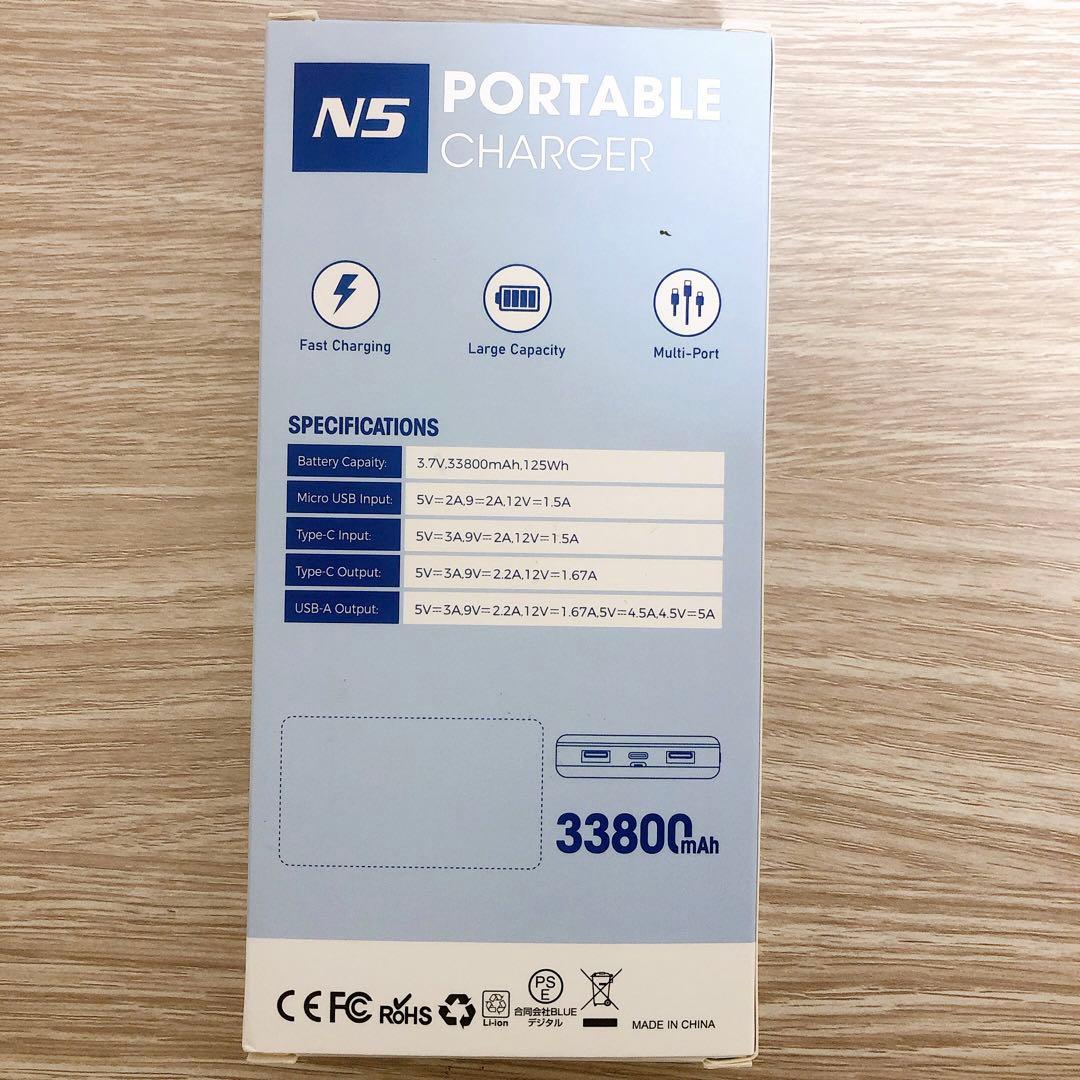 N5
PORTABLE
CHARGER
Fast Charging
Large Capacity
Multi-Port
SPECIFICATIONS
Battery Capaity: 3.7V,33800mAh,125Wh
Micro USB Input: 5V⎓2A,9⎓2A,12V⎓1.5A
Type-C Input: 5V⎓3A,9V⎓2A,12V⎓1.5A
Type-C Output: 5V⎓3A,9V⎓2.2A,12V⎓1.67A
USB-A Output: 5V⎓3A,9V⎓2.2A,12V⎓1.67A,5V⎓4.5A,4.5V⎓5A
33800mAh
CE FC RoHS
Li-ion
PS
E
合同会社BLUE
デジタル
MADE IN CHINA